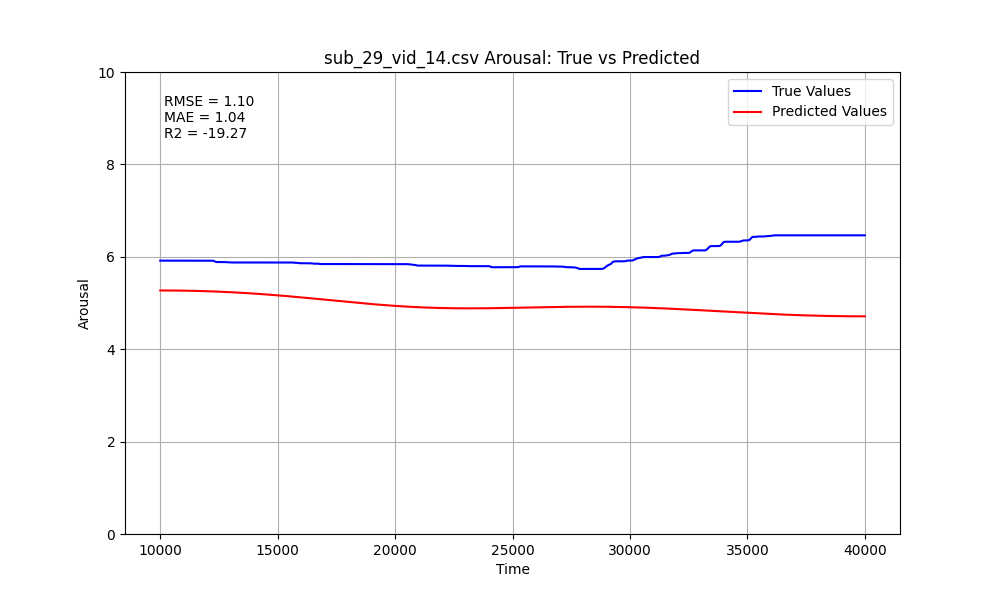 sub_29_vid_14.csv Arousal: True vs Predicted
RMSE = 1.10
MAE = 1.04
R2 = -19.27
True Values
Predicted Values
Arousal
10
8
6
4
2
0
10000 15000 20000 25000 30000 35000 40000
Time